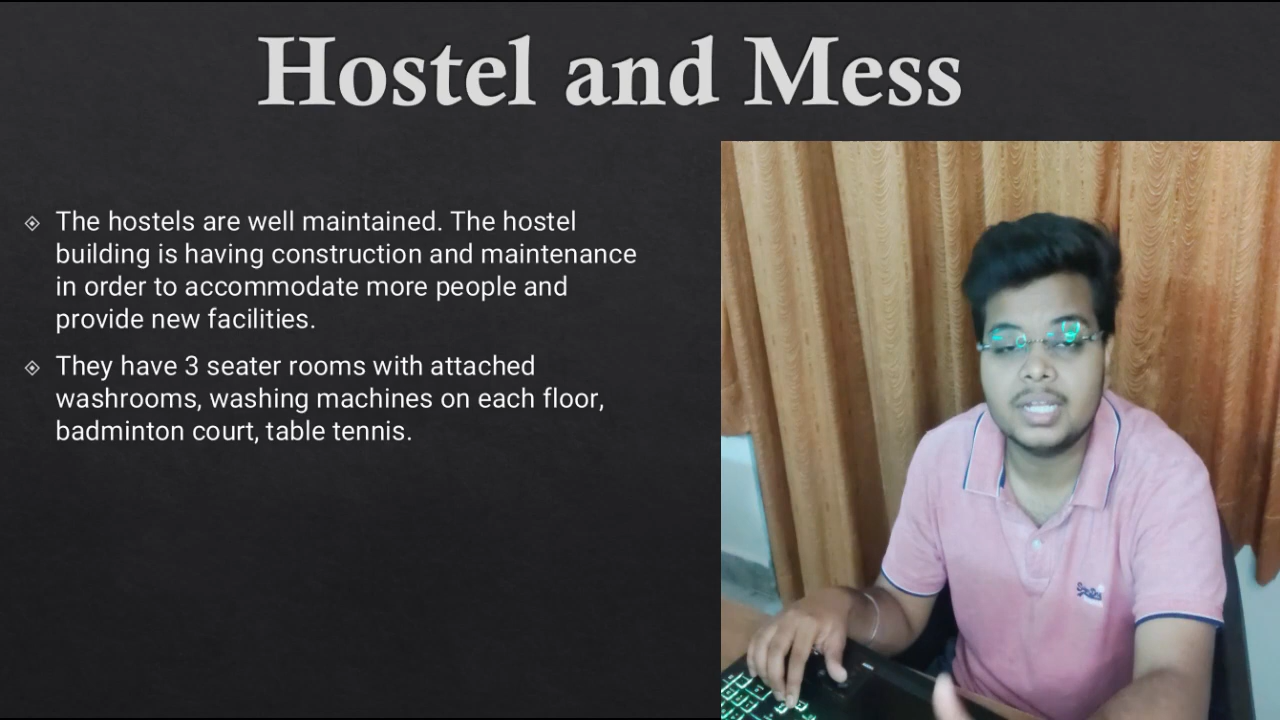 Hostel and Mess
The hostels are well maintained. The hostel
building is having construction and maintenance
in order to accommodate more people and
provide new facilities.
They have 3 seater rooms with attached
washrooms, washing machines on each floor,
badminton court, table tennis.